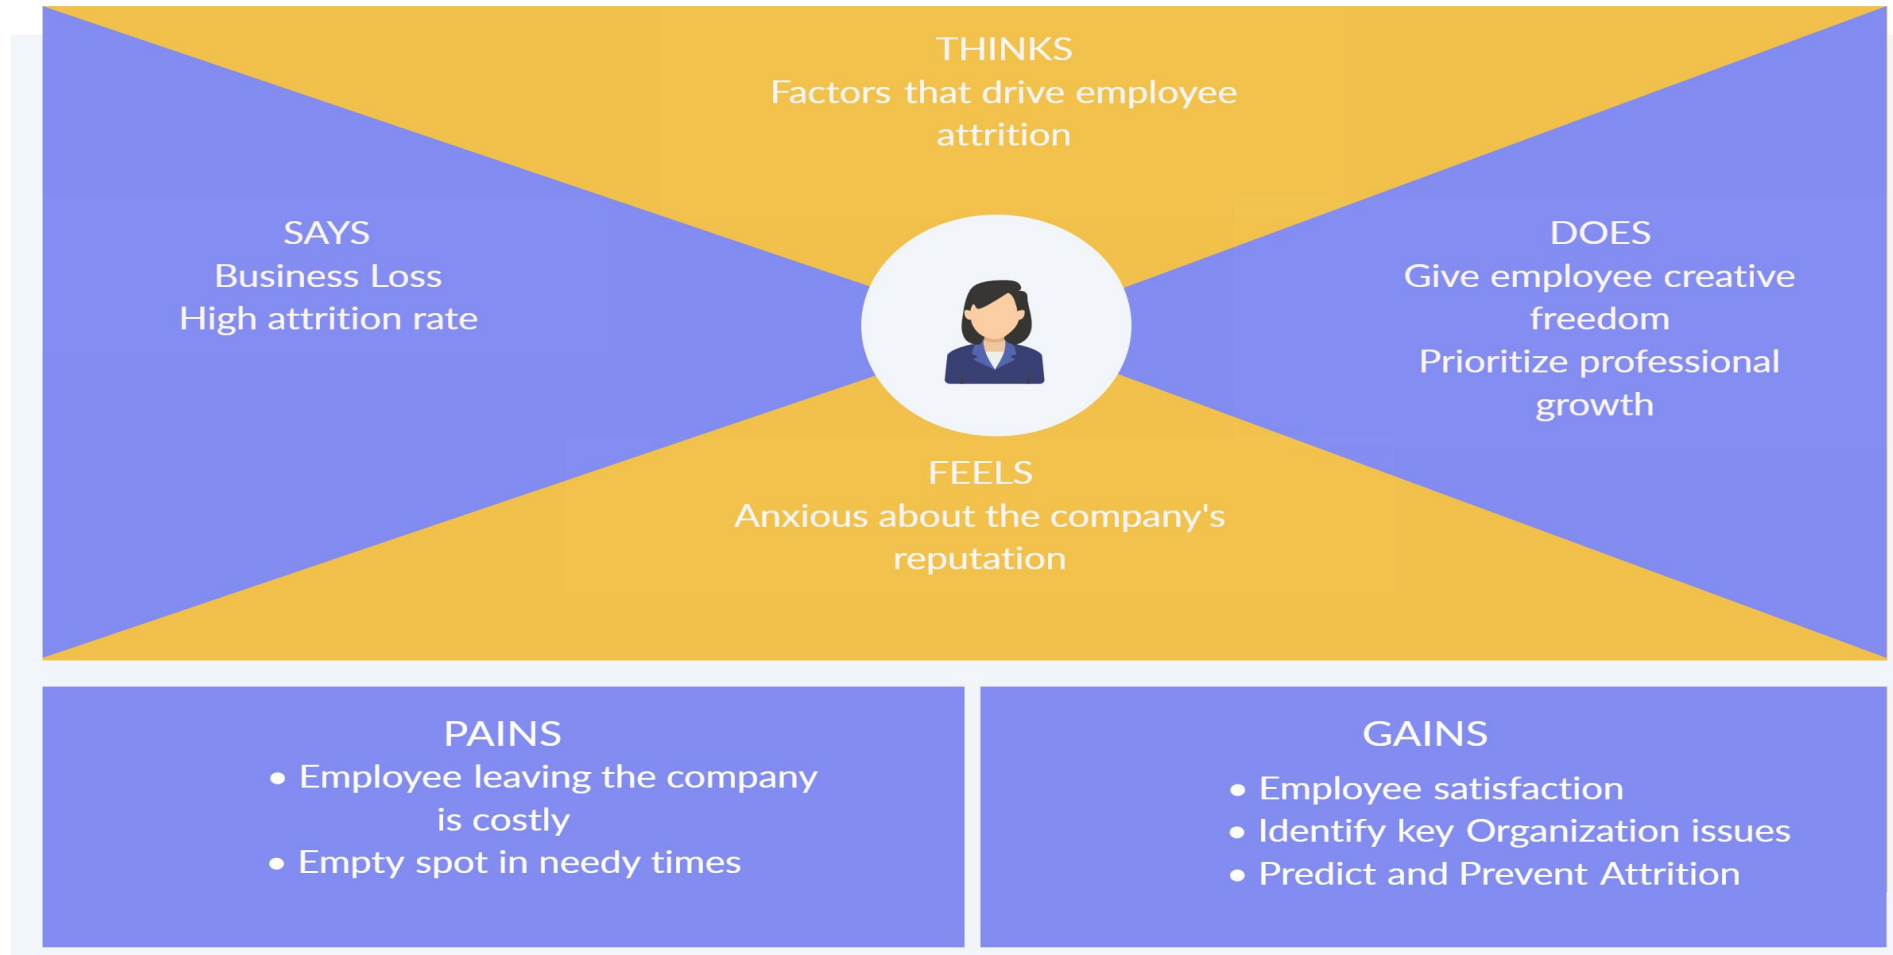 THINKS
Factors that drive employee
attrition
SAYS
Business Loss
High attrition rate
DOES
Give employee creative
freedom
Prioritize professional
growth
FEELS
Anxious about the company's
reputation
PAINS
• Employee leaving the company
is costly
• Empty spot in needy times
GAINS
• Employee satisfaction
• Identify key Organization issues
• Predict and Prevent Attrition